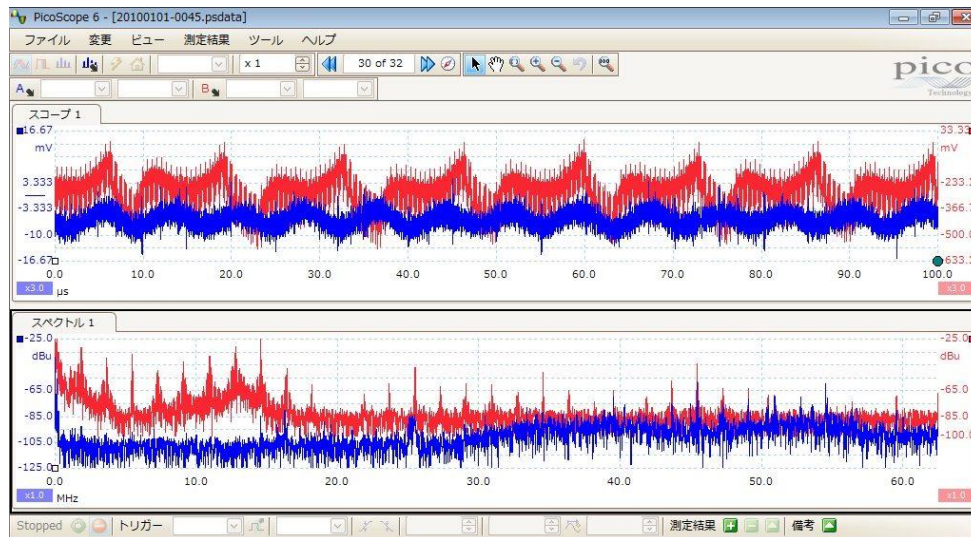 PicoScope 6 - [20100101-0045.psdata]
ファイル 変更 ビュー 測定結果 ツール ヘルプ
x 1 30 of 32
pico
Technology
A B
スコープ 1
16.67 33.33
mV mV
3.333 -233.3
-3.333 -366.7
-10.0 -500.0
-16.67 -633.3
0.0 10.0 20.0 30.0 40.0 50.0 60.0 70.0 80.0 90.0 100.0
x3.0 µs x3.0
スペクトル 1
-25.0 -25.0
dBu dBu
-65.0 -65.0
-85.0 -85.0
-105.0 -100.0
-125.0
0.0 10.0 20.0 30.0 40.0 50.0 60.0
x1.0 MHz x1.0
Stopped トリガー 測定結果 備考